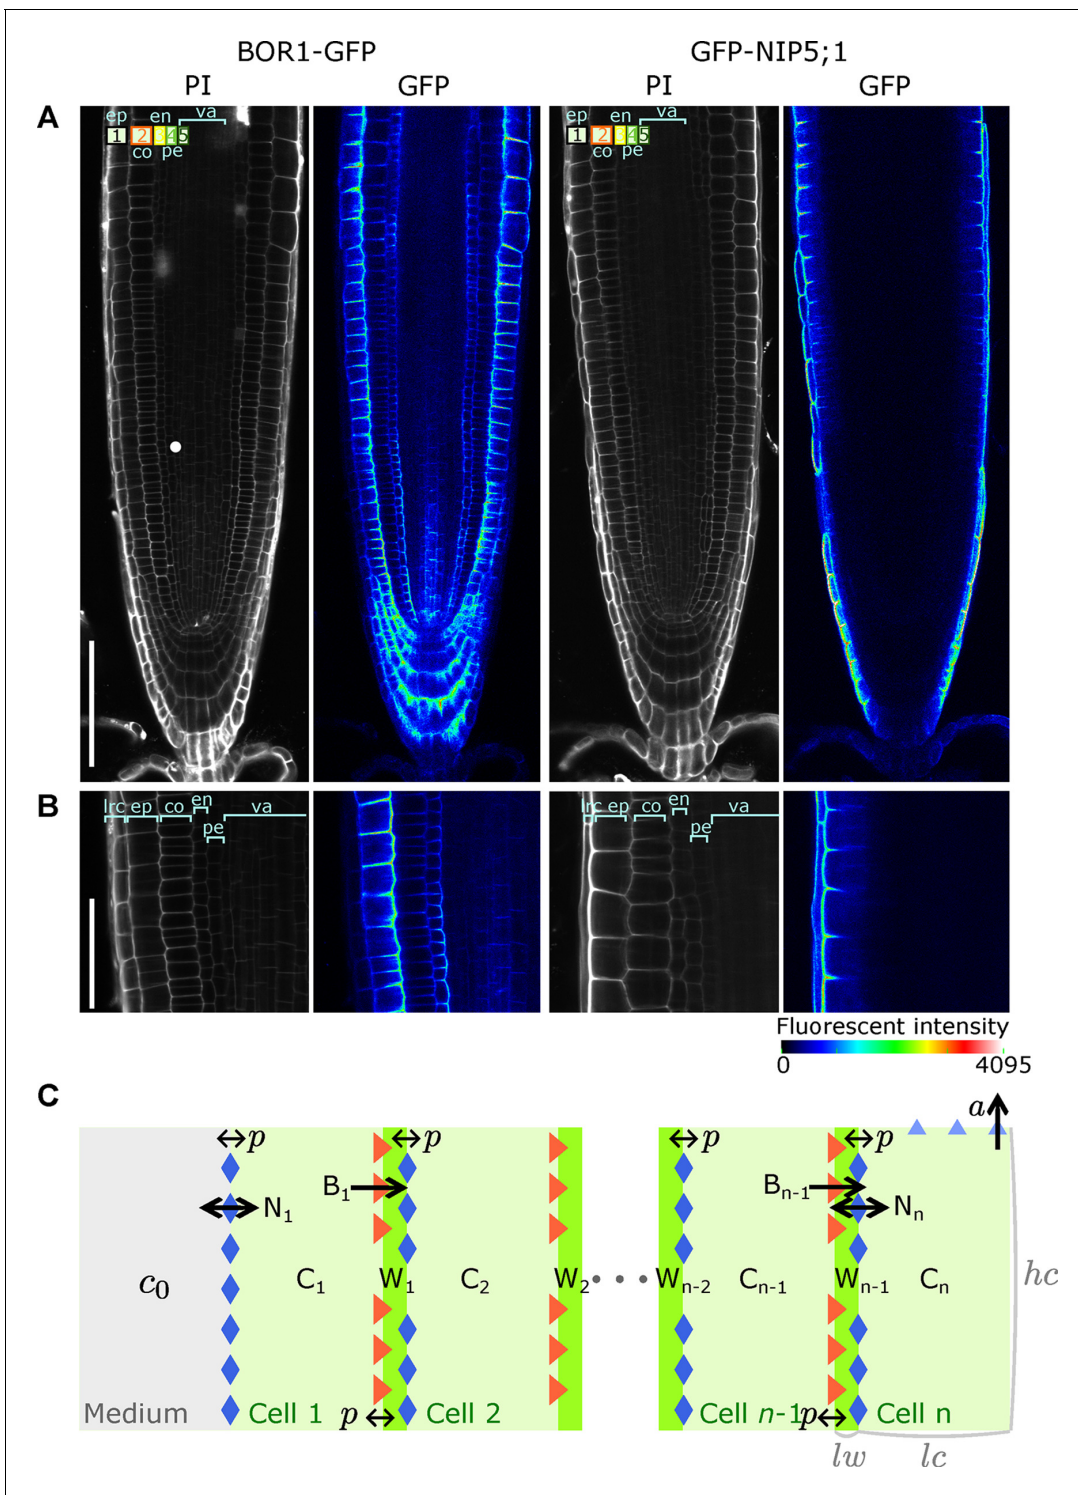 BOR1-GFP GFP-NIP5;1
PI GFP PI GFP
A
ep en va ep en va
1 2 3 4 5 1 2 3 4 5
co pe co pe
B
lrc ep co en va lrc ep co en va
pe pe
Fluorescent intensity
0 4095
C
a
p p p p
B1 Bn-1
N1 Nn
c0 C1 W1 C2 W2 Wn-2 Cn-1 Wn-1 Cn hc
Medium Cell 1 p Cell 2 Cell n-1 p Cell n
lw lc